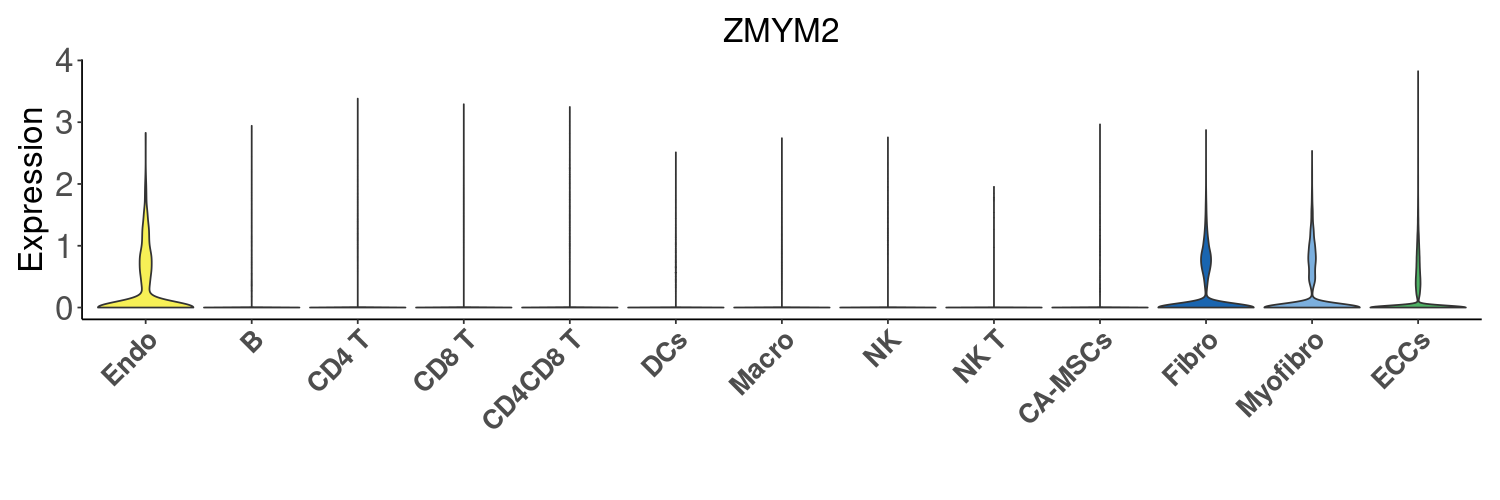 ZMYM2
Expression
4
3
2
1
0
Endo
B
CD4 T
CD8 T
CD4CD8 T
DCs
Macro
NK
NK T
CA-MSCs
Fibro
Myofibro
ECCs